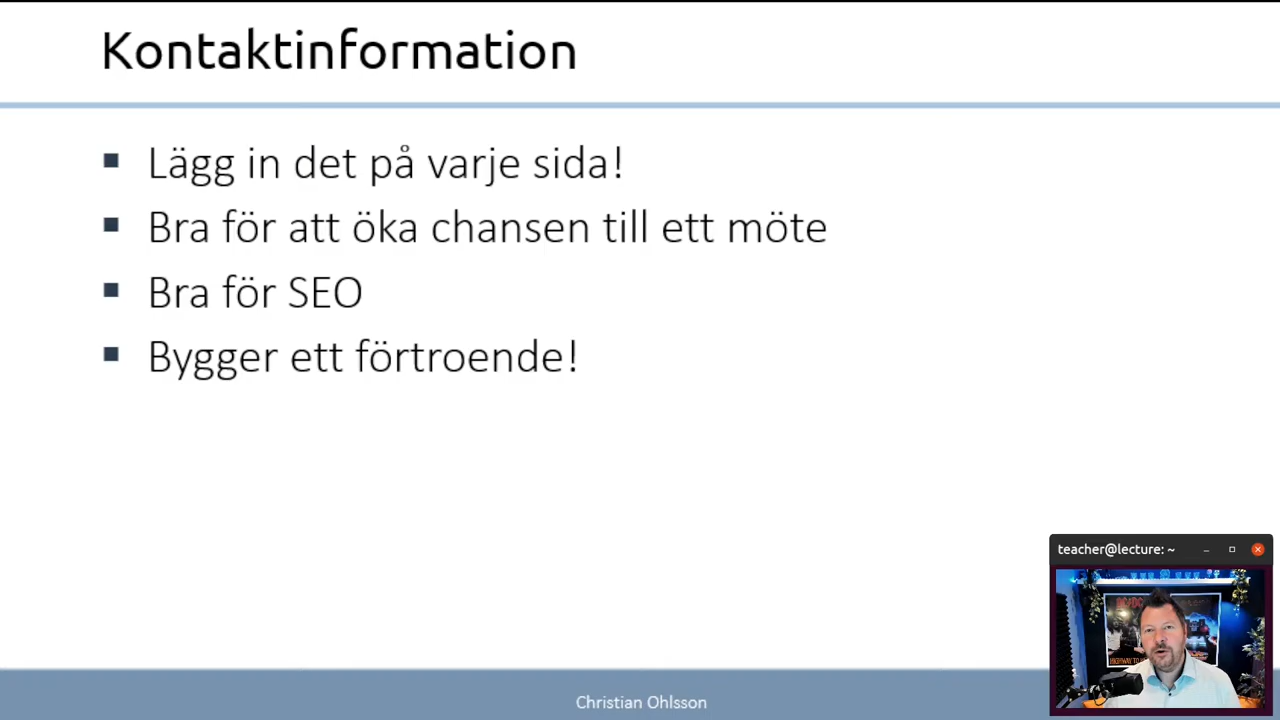 Kontaktinformation
Lägg in det på varje sida!
Bra för att öka chansen till ett möte
Bra för SEO
Bygger ett förtroende!
teacher@lecture: ~
Christian Ohlsson